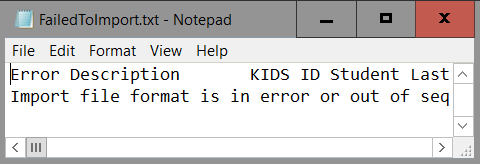 FailedToImport.txt - Notepad
File Edit Format View Help
Error Description KIDS ID Student Last
Import file format is in error or out of seq